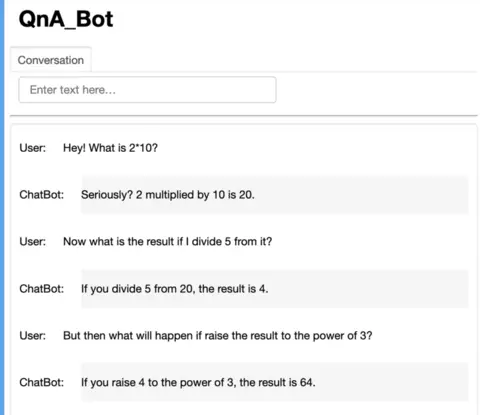 QnA_Bot
Conversation
Enter text here...
User: Hey! What is 2*10?
ChatBot: Seriously? 2 multiplied by 10 is 20.
User: Now what is the result if I divide 5 from it?
ChatBot: If you divide 5 from 20, the result is 4.
User: But then what will happen if raise the result to the power of 3?
ChatBot: If you raise 4 to the power of 3, the result is 64.